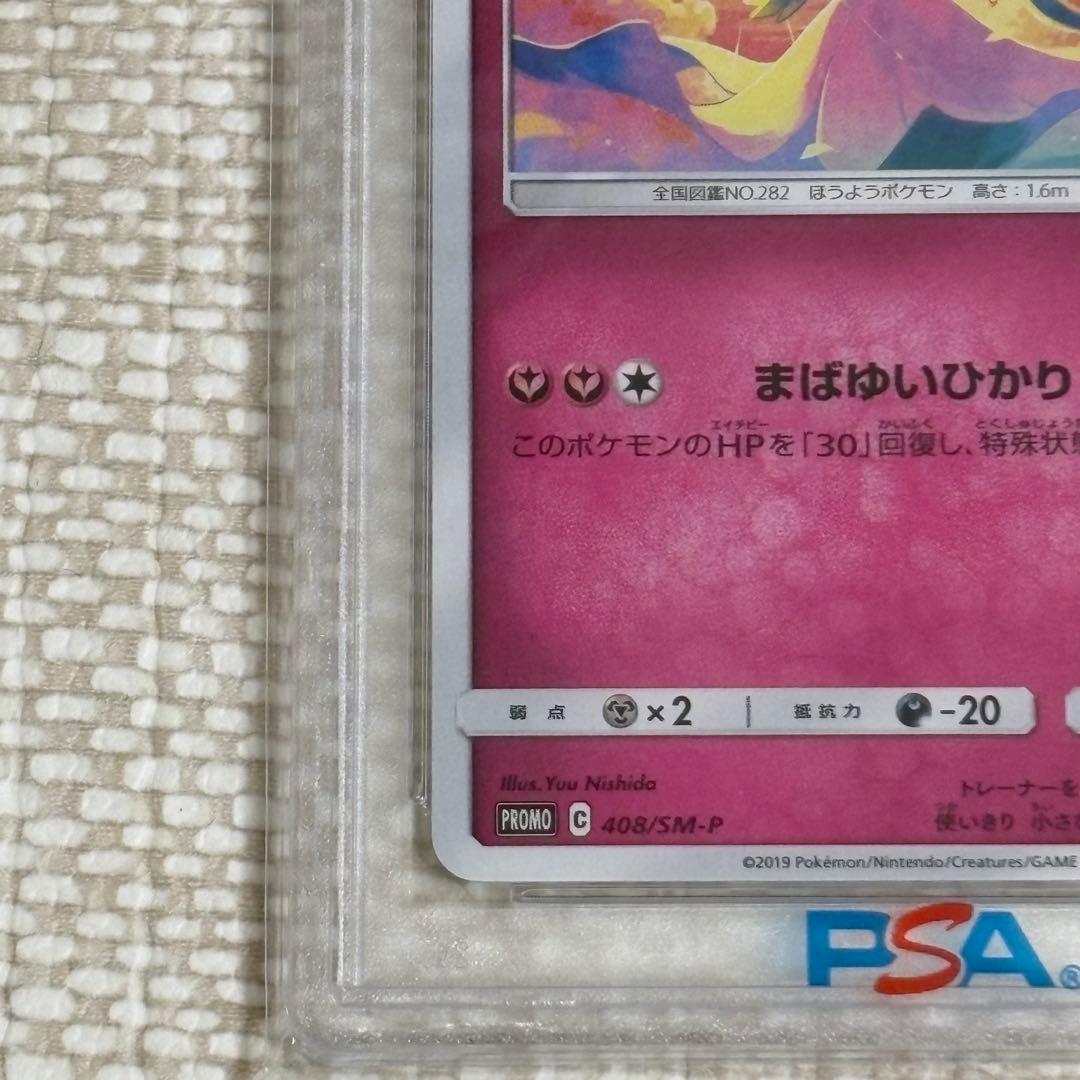 全国図鑑NO.282 ほうようポケモン 高さ：1.6m
まばゆいひかり
エイチピー かいふく とくしゅじょう
このポケモンのHPを「30」回復し、特殊状態
弱点 ×2 抵抗力 -20
Illus. Yuu Nishida
トレーナーを
PROMO C 408/SM-P
使いきり 小さ
©2019 Pokémon/Nintendo/Creatures/GAME
PSA®